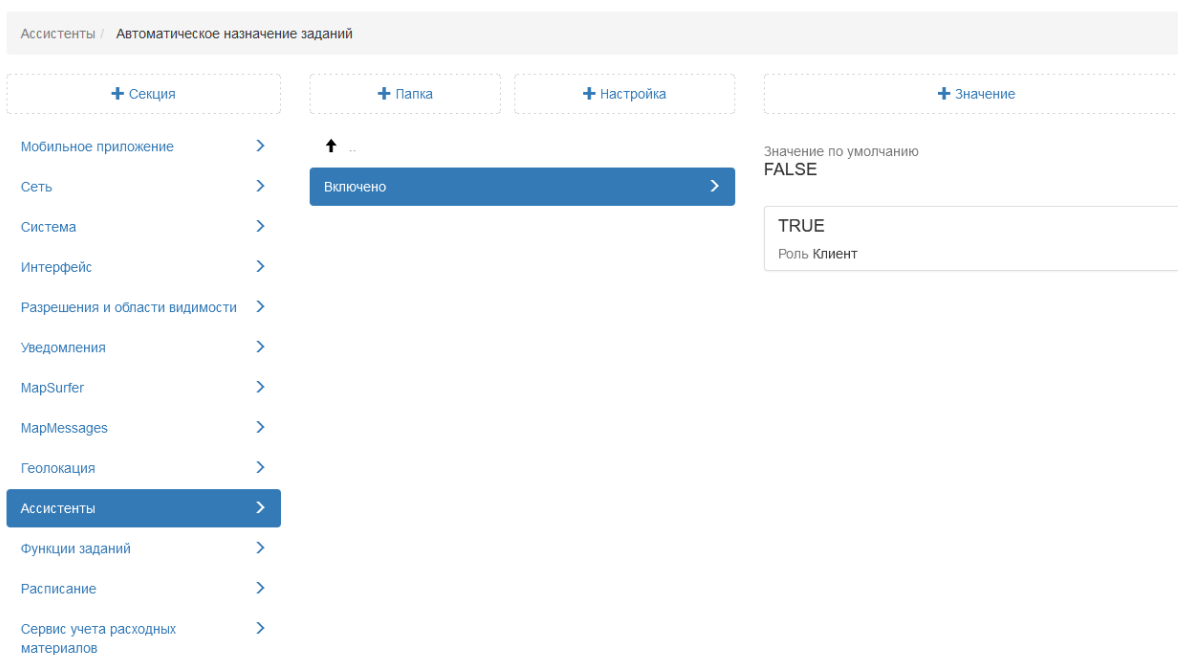 Ассистенты / Автоматическое назначение заданий
+ Секция
+ Папка
+ Настройка
+ Значение
Мобильное приложение
Сеть
Система
Интерфейс
Разрешения и области видимости
Уведомления
MapSurfer
MapMessages
Геолокация
Ассистенты
Функции заданий
Расписание
Сервис учета расходных
материалов
..
Включено
Значение по умолчанию
FALSE
TRUE
Роль Клиент